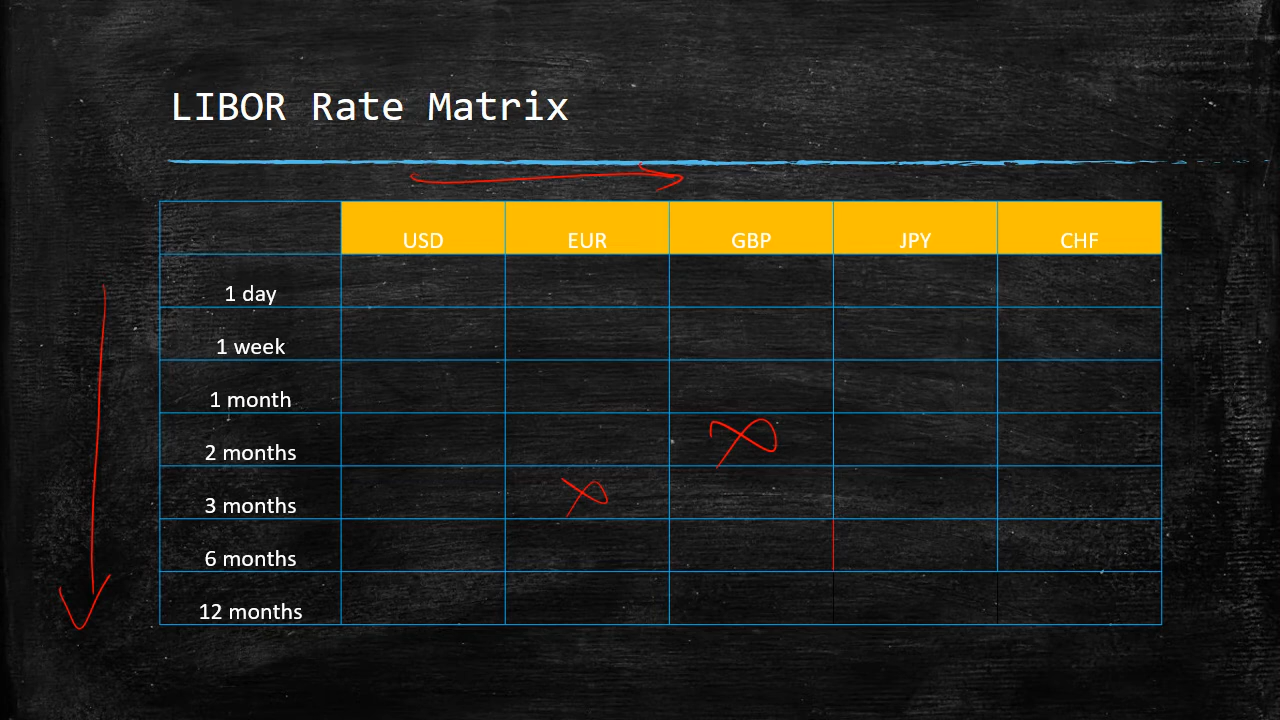 LIBOR Rate Matrix
USD EUR GBP JPY CHF
1 day
1 week
1 month
2 months
3 months
6 months
12 months